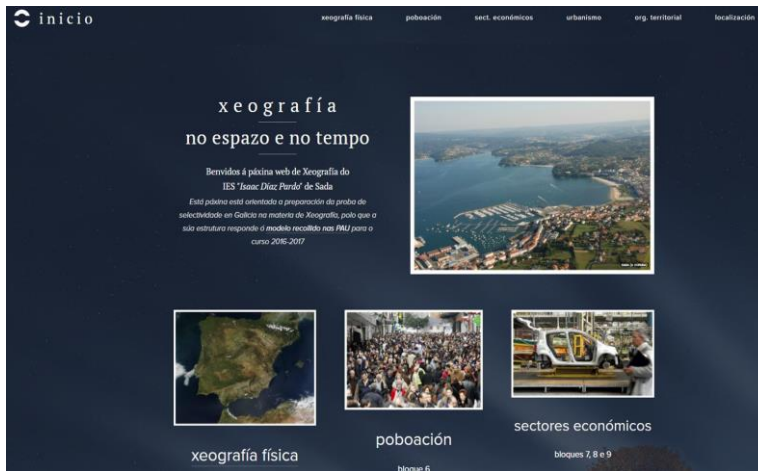 inicio
xeografía física
poboación
sect. económicos
urbanismo
org. territorial
localización
xeografía
no espazo e no tempo
Benvidos á páxina web de Xeografía do
IES "Isaac Díaz Pardo" de Sada
Está páxina está orientada a preparación da proba de
selectividade en Galicia na materia de Xeografía, polo que a
súa estrutura responde ó modelo recollido nas PAU para o
curso 2016-2017
xeografía física
poboación
bloque 6
sectores económicos
bloques 7, 8 e 9